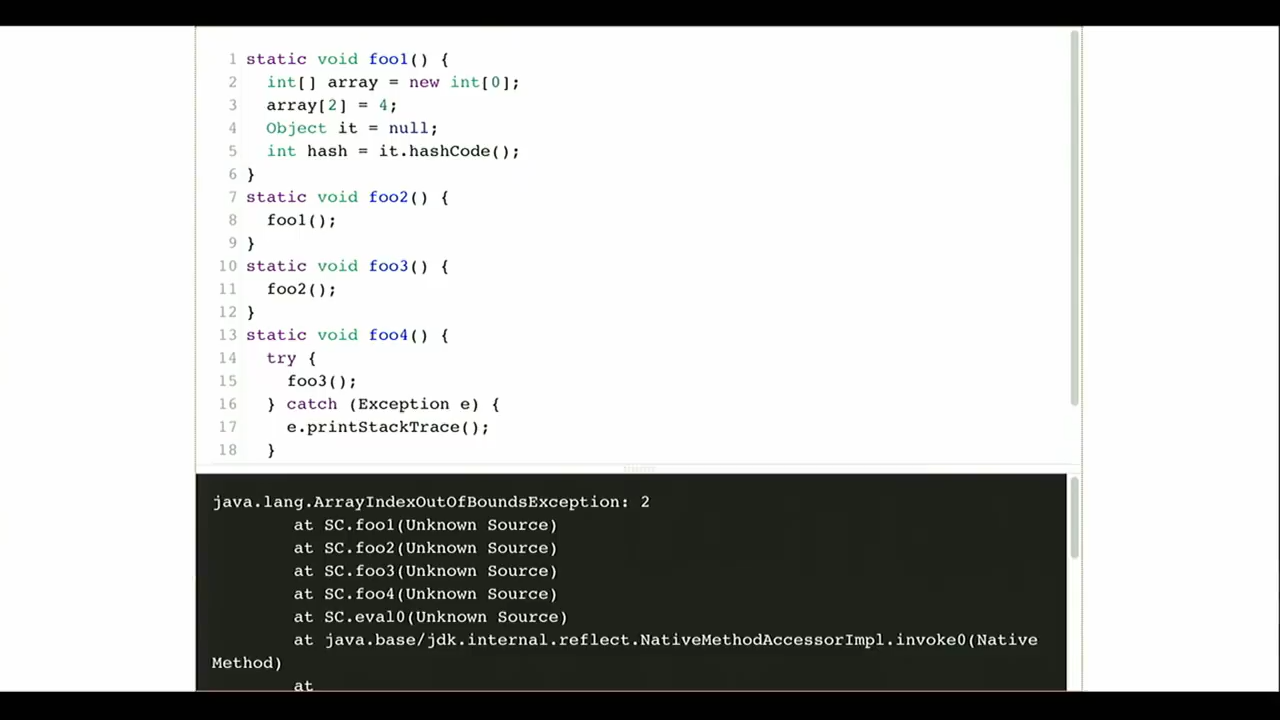 1 static void foo1() {
2   int[] array = new int[0];
3   array[2] = 4;
4   Object it = null;
5   int hash = it.hashCode();
6 }
7 static void foo2() {
8   foo1();
9 }
10 static void foo3() {
11   foo2();
12 }
13 static void foo4() {
14   try {
15     foo3();
16   } catch (Exception e) {
17     e.printStackTrace();
18   }
java.lang.ArrayIndexOutOfBoundsException: 2
        at SC.foo1(Unknown Source)
        at SC.foo2(Unknown Source)
        at SC.foo3(Unknown Source)
        at SC.foo4(Unknown Source)
        at SC.eval0(Unknown Source)
        at java.base/jdk.internal.reflect.NativeMethodAccessorImpl.invoke0(Native
Method)
        at